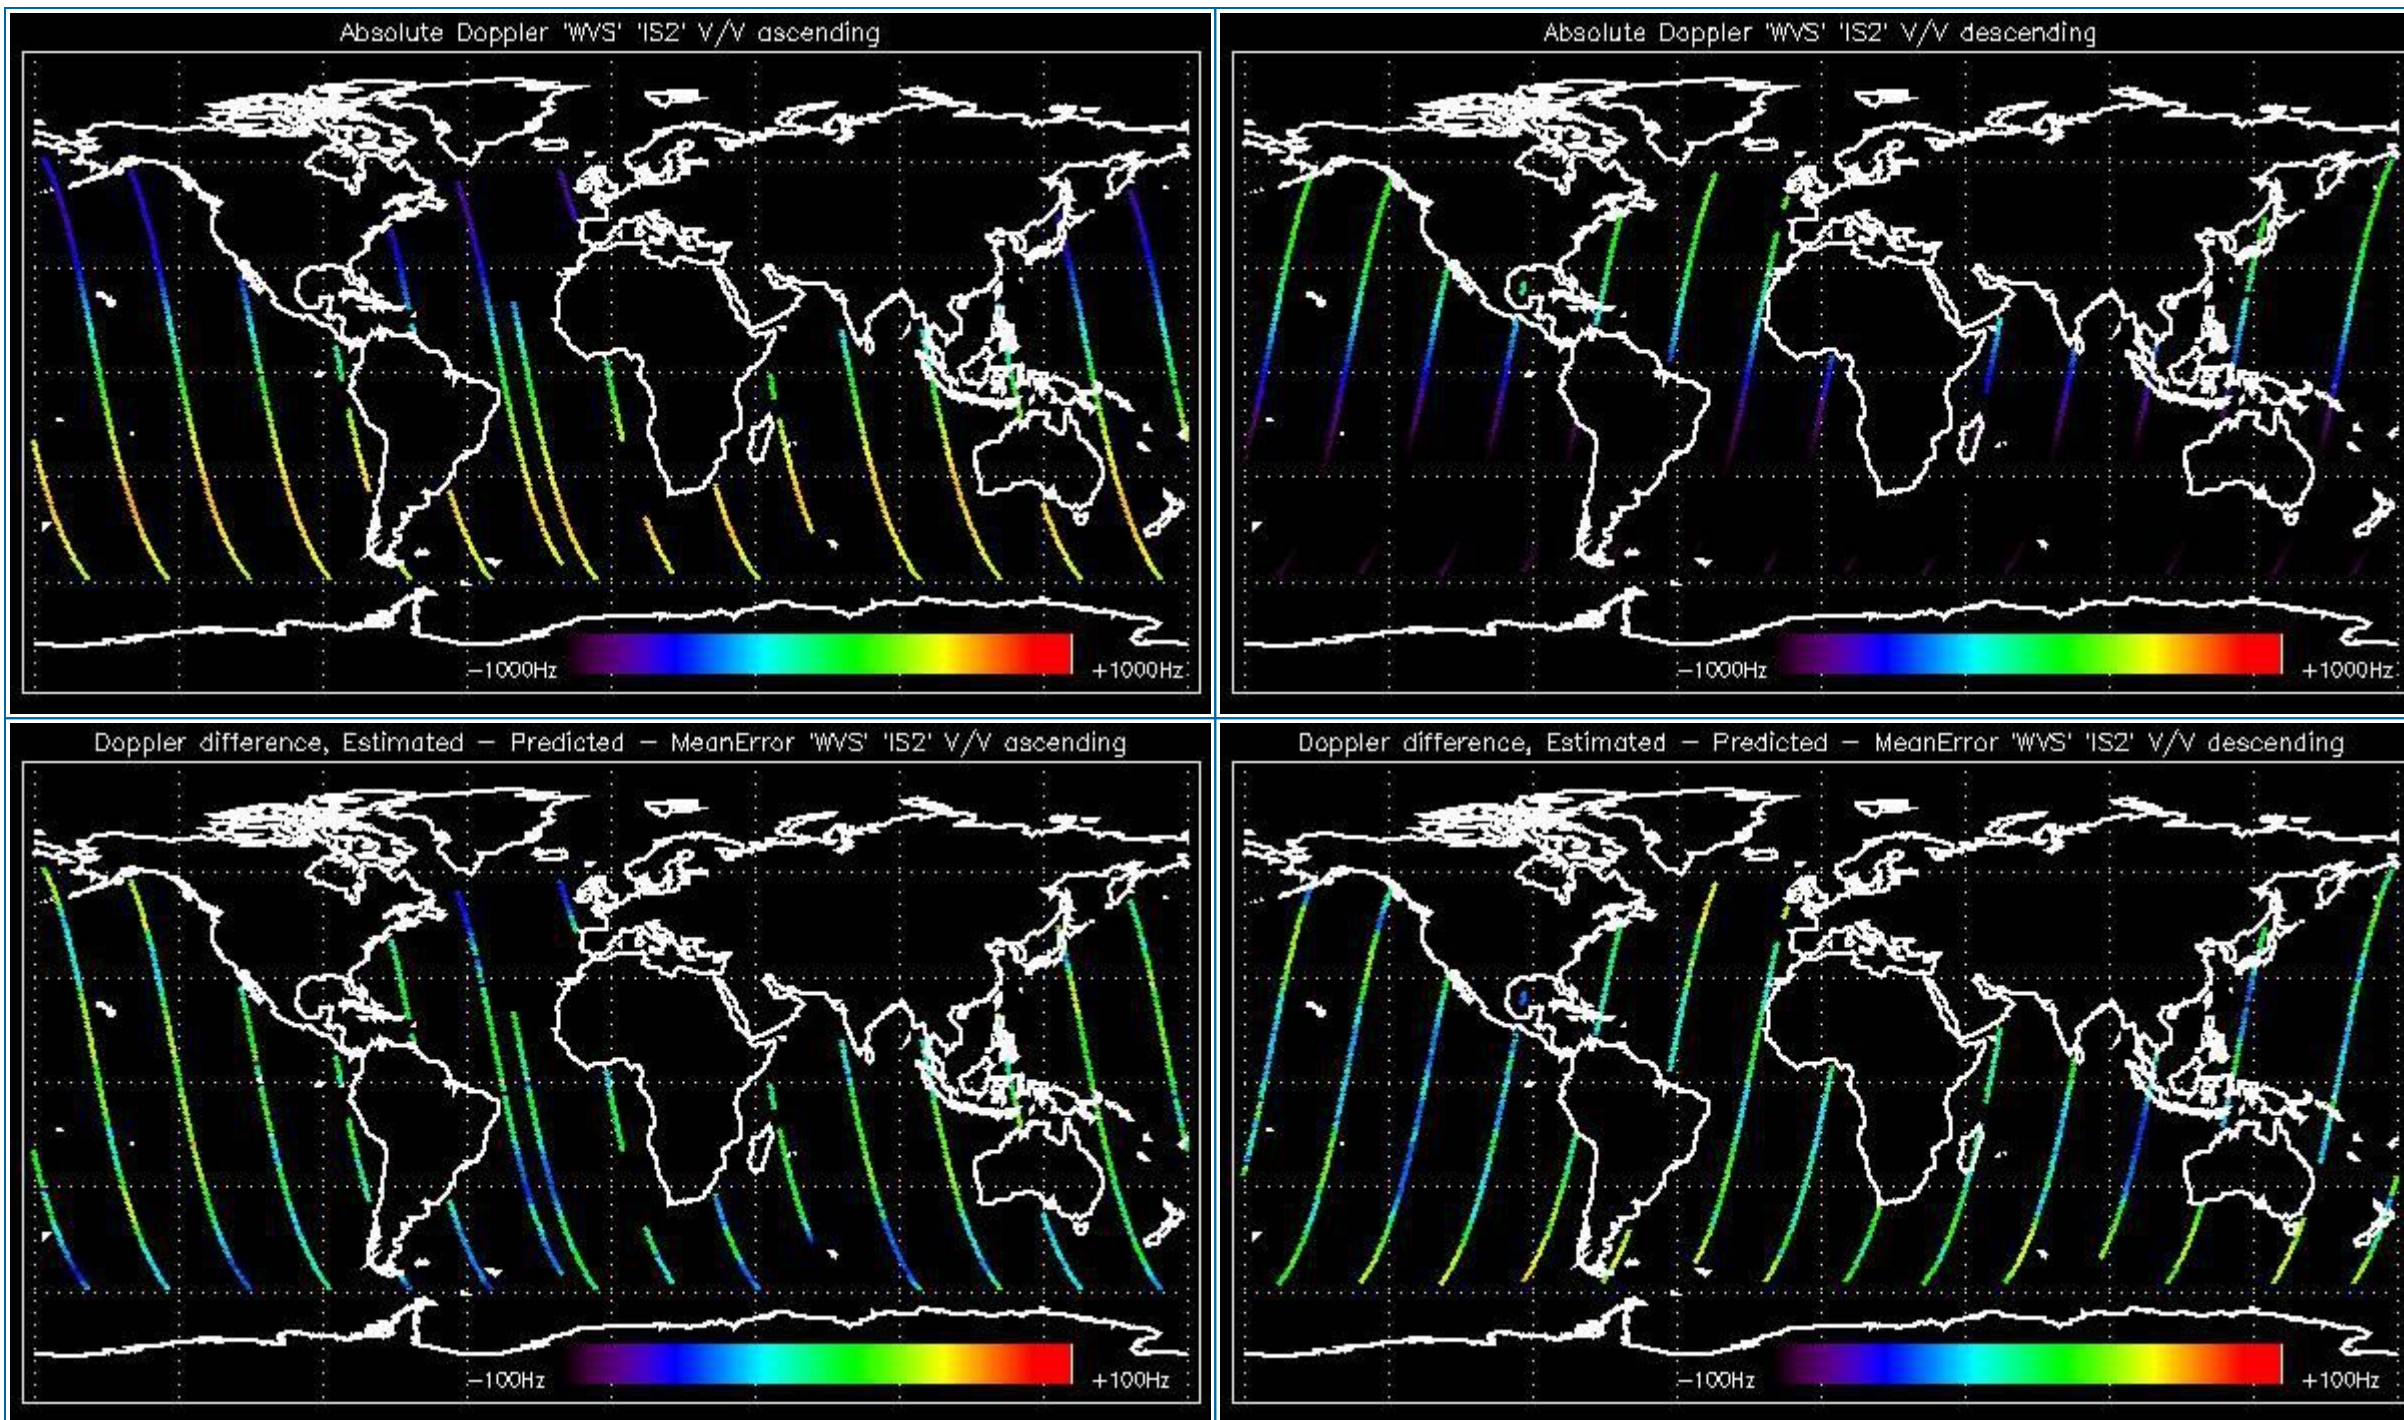 Absolute Doppler 'WVS' 'IS2' V/V ascending
-1000Hz
+1000Hz
Absolute Doppler 'WVS' 'IS2' V/V descending
-1000Hz
+1000Hz
Doppler difference, Estimated - Predicted - MeanError 'WVS' 'IS2' V/V ascending
-100Hz
+100Hz
Doppler difference, Estimated - Predicted - MeanError 'WVS' 'IS2' V/V descending
-100Hz
+100Hz